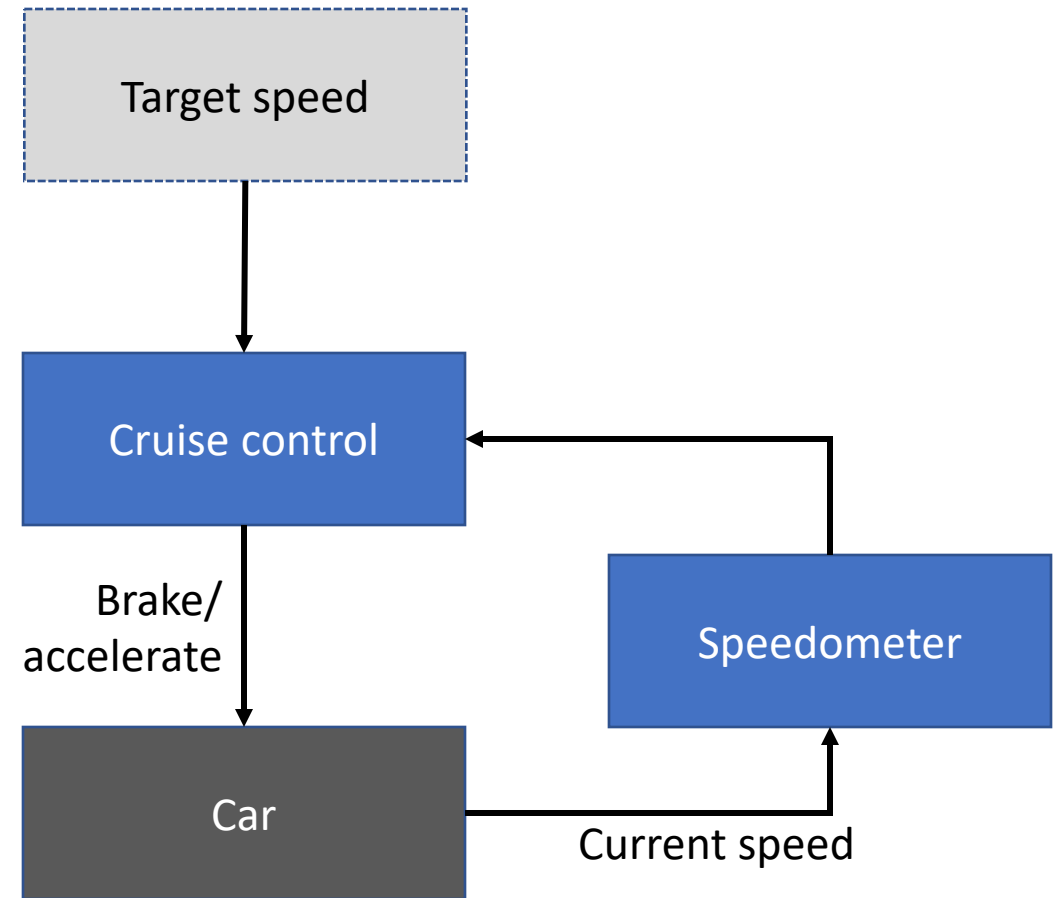 Target speed
Cruise control
Brake/
accelerate
Speedometer
Car
Current speed